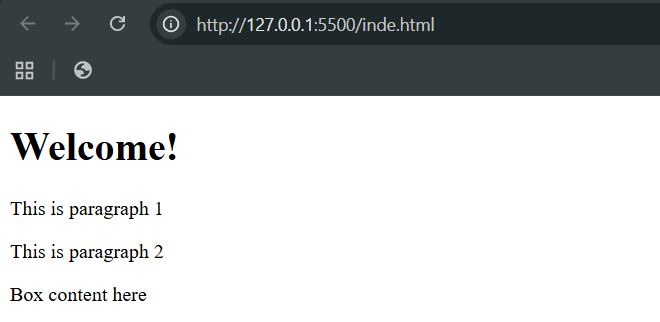 http://127.0.0.1:5500/inde.html
Welcome!
This is paragraph 1
This is paragraph 2
Box content here